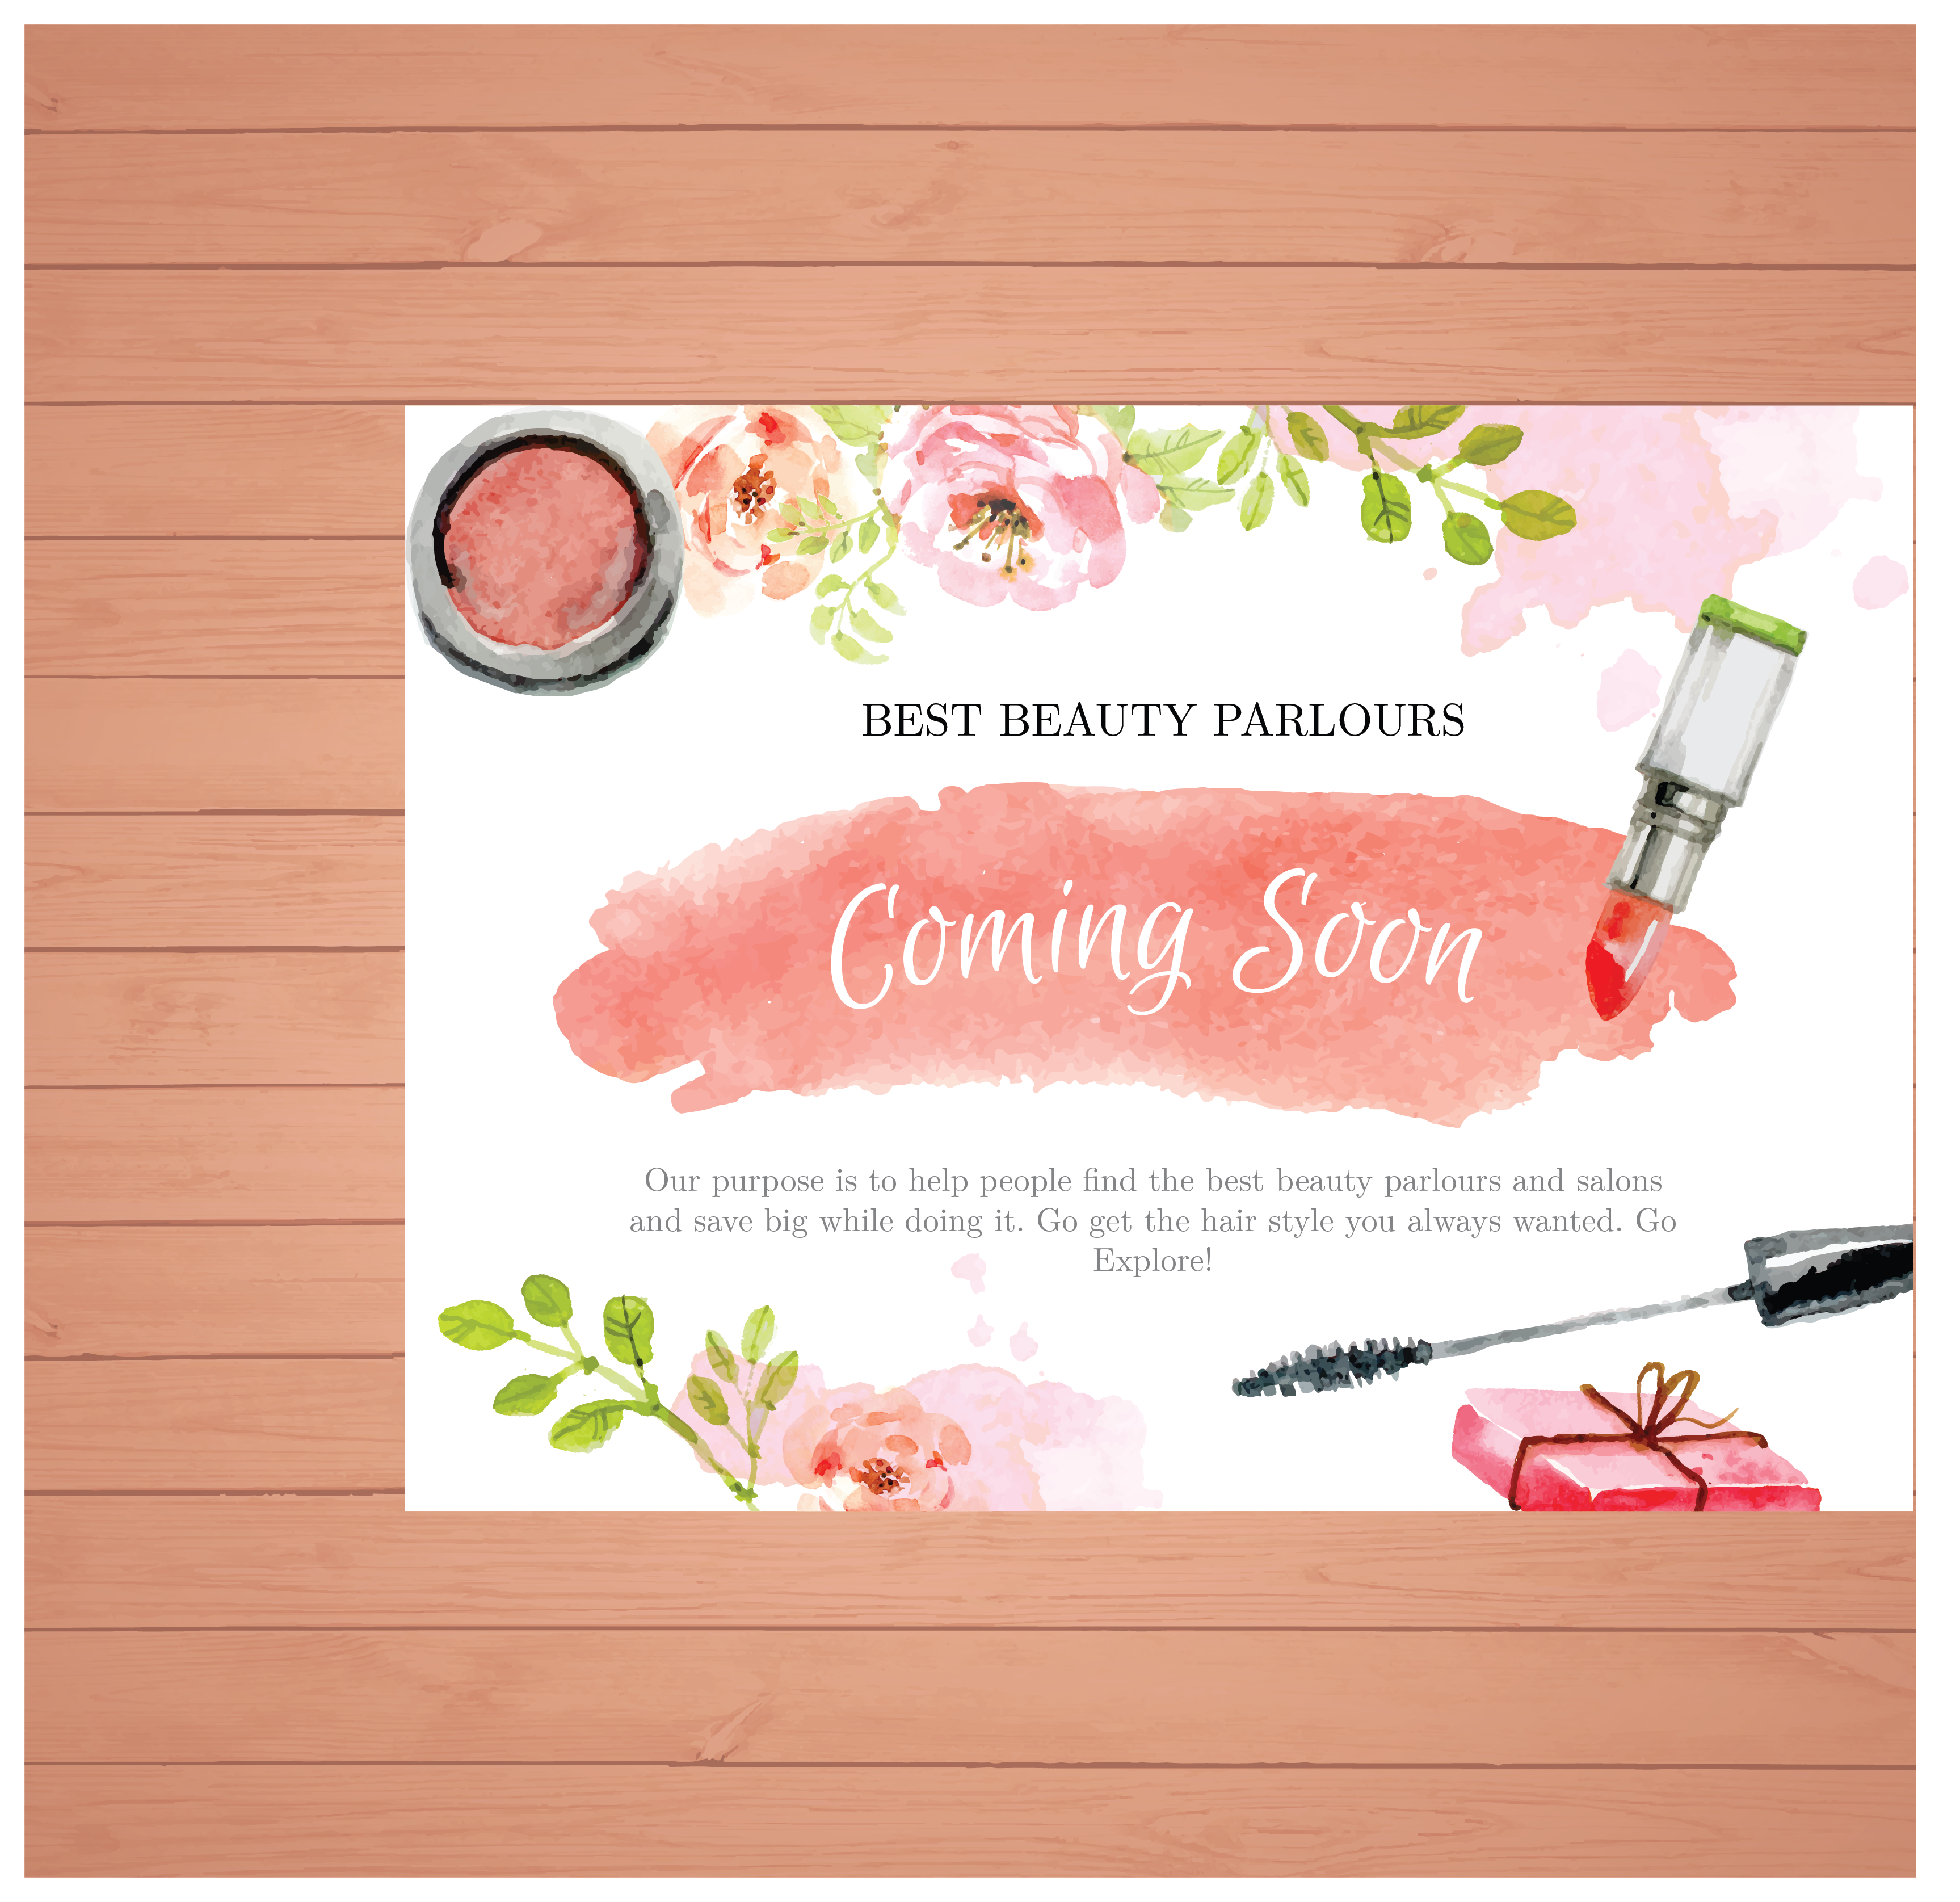 BEST BEAUTY PARLOURS
Coming Soon
Our purpose is to help people find the best beauty parlours and salons
and save big while doing it. Go get the hair style you always wanted. Go
Explore!